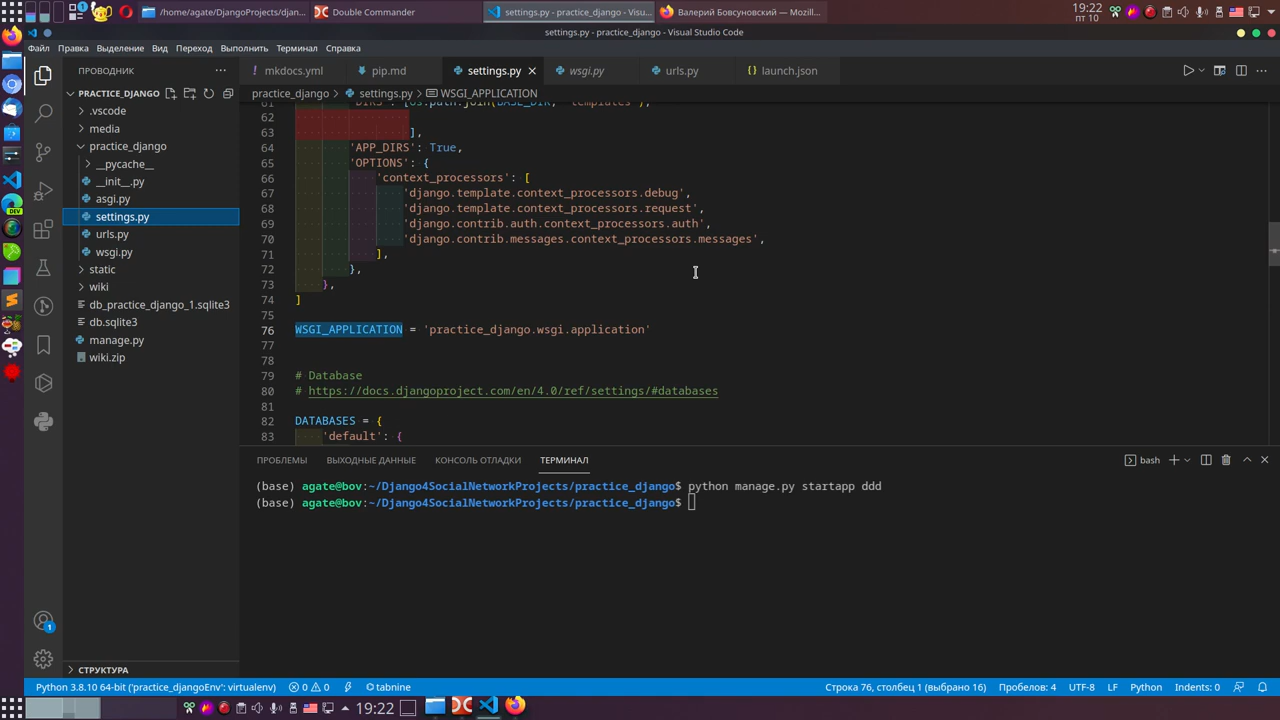 /home/agate/DjangoProjects/djan...
Double Commander
settings.py - practice_django - Visu...
Валерий Бовсуновский — Mozill...
19:22
пт 10
settings.py - practice_django - Visual Studio Code
Файл Правка Выделение Вид Переход Выполнить Терминал Справка
ПРОВОДНИК
mkdocs.yml pip.md settings.py wsgi.py urls.py launch.json
PRACTICE_DJANGO
practice_django > settings.py > WSGI_APPLICATION
.vscode
media
practice_django
__pycache__
__init__.py
asgi.py
settings.py
urls.py
wsgi.py
static
wiki
db_practice_django_1.sqlite3
db.sqlite3
manage.py
wiki.zip
61 'DIRS': [os.path.join(BASE_DIR, 'templates'),
62
63 ],
64 'APP_DIRS': True,
65 'OPTIONS': {
66 'context_processors': [
67 'django.template.context_processors.debug',
68 'django.template.context_processors.request',
69 'django.contrib.auth.context_processors.auth',
70 'django.contrib.messages.context_processors.messages',
71 ],
72 },
73 },
74 ]
75
76 WSGI_APPLICATION = 'practice_django.wsgi.application'
77
78
79 # Database
80 # https://docs.djangoproject.com/en/4.0/ref/settings/#databases
81
82 DATABASES = {
83 'default': {
ПРОБЛЕМЫ ВЫХОДНЫЕ ДАННЫЕ КОНСОЛЬ ОТЛАДКИ ТЕРМИНАЛ
bash
(base) agate@bov:~/Django4SocialNetworkProjects/practice_django$ python manage.py startapp ddd
(base) agate@bov:~/Django4SocialNetworkProjects/practice_django$
DEV
1
СТРУКТУРА
Python 3.8.10 64-bit ('practice_djangoEnv': virtualenv) 0 0 tabnine
Строка 76, столбец 1 (выбрано 16) Пробелов: 4 UTF-8 LF Python Indents: 0
19:22